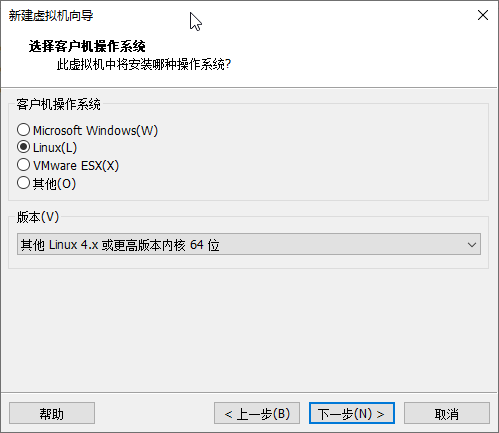 新建虚拟机向导
选择客户机操作系统
此虚拟机中将安装哪种操作系统?
客户机操作系统
Microsoft Windows(W)
Linux(L)
VMware ESX(X)
其他(O)
版本(V)
其他 Linux 4.x 或更高版本内核 64 位
帮助
< 上一步(B)
下一步(N) >
取消